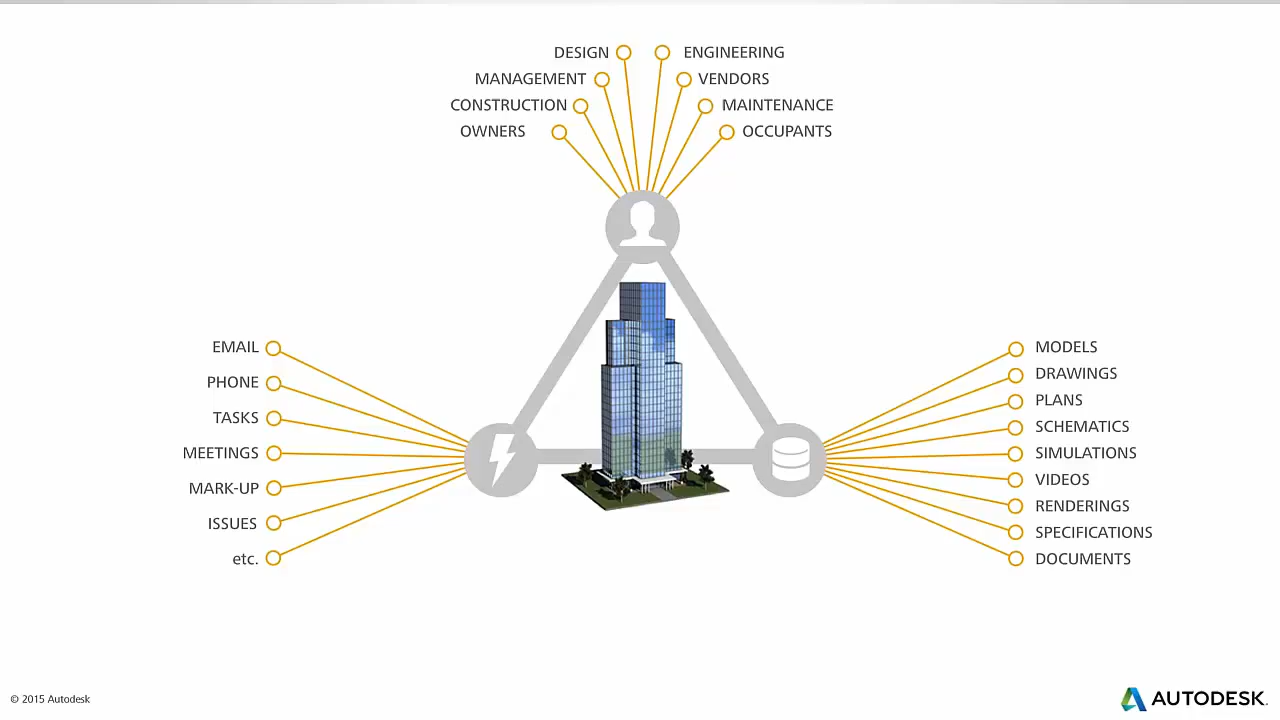 DESIGN
ENGINEERING
MANAGEMENT
VENDORS
CONSTRUCTION
MAINTENANCE
OWNERS
OCCUPANTS
EMAIL
PHONE
TASKS
MEETINGS
MARK-UP
ISSUES
etc.
MODELS
DRAWINGS
PLANS
SCHEMATICS
SIMULATIONS
VIDEOS
RENDERINGS
SPECIFICATIONS
DOCUMENTS
© 2015 Autodesk
AUTODESK.